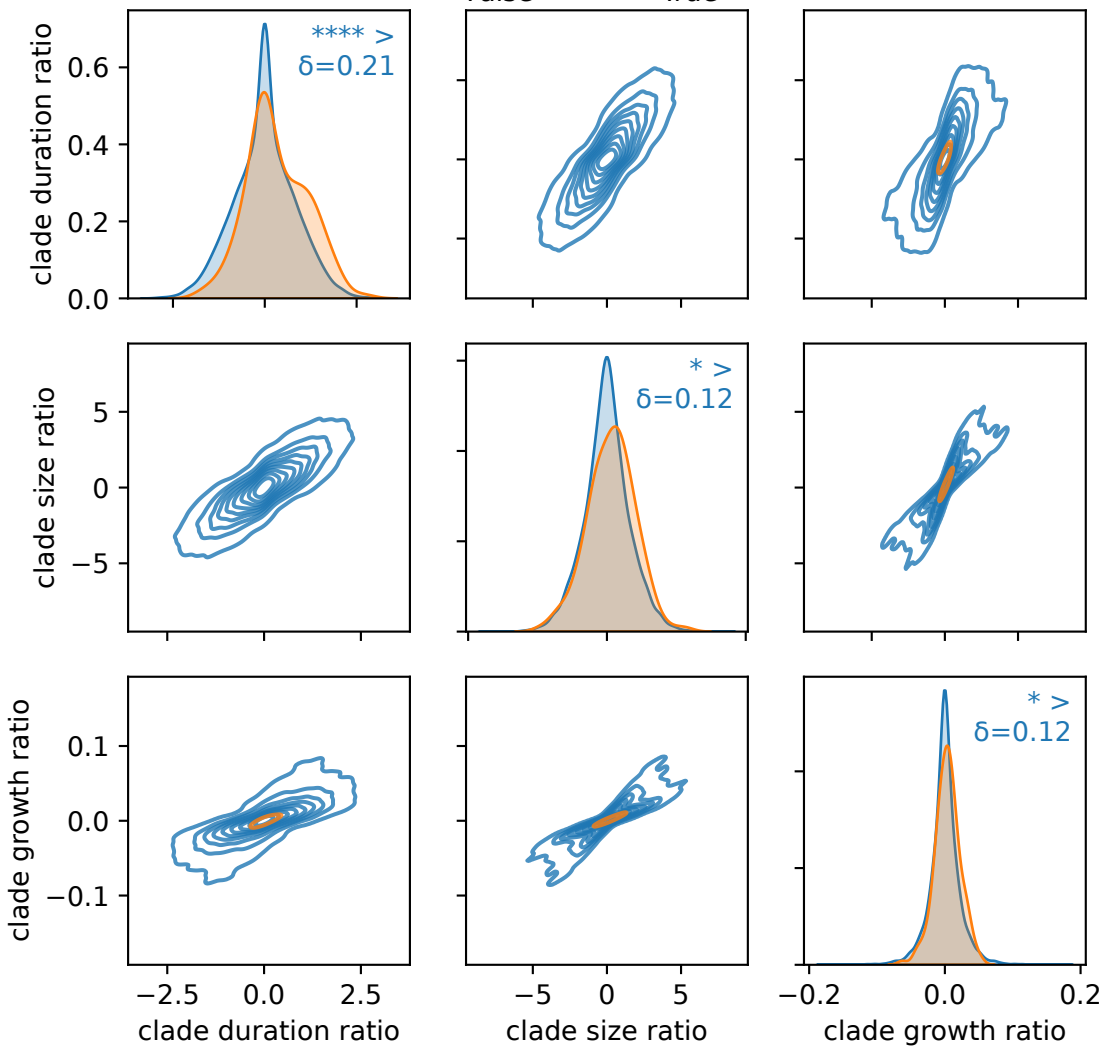 **** >
δ=0.21
clade duration ratio
0.6
0.4
0.2
0.0
* >
δ=0.12
clade size ratio
5
0
−5
* >
δ=0.12
clade growth ratio
0.1
0.0
−0.1
−2.5 0.0 2.5
−5 0 5
−0.2 0.0 0.2
clade duration ratio
clade size ratio
clade growth ratio